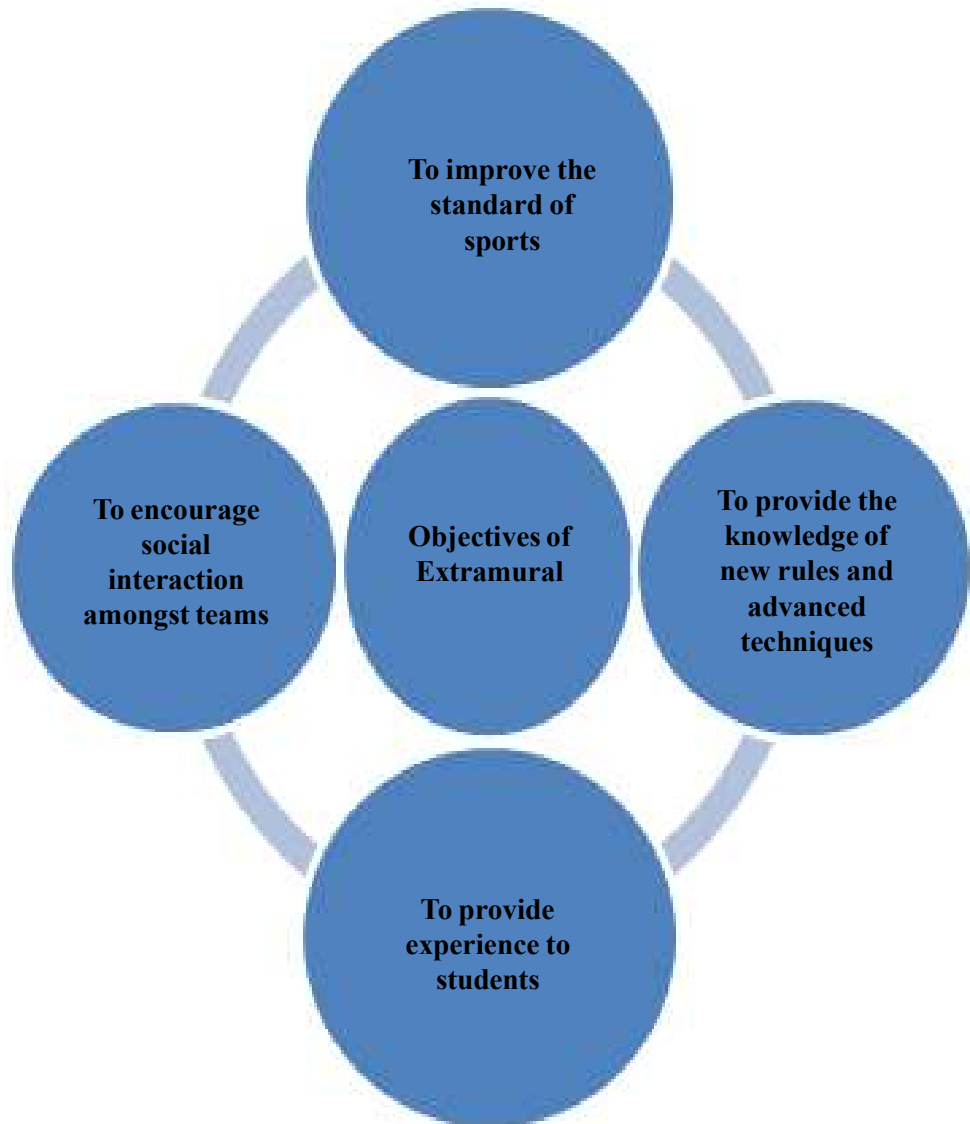 To improve the
standard of
sports
To encourage
social
interaction
amongst teams
Objectives of
Extramural
To provide the
knowledge of
new rules and
advanced
techniques
To provide
experience to
students